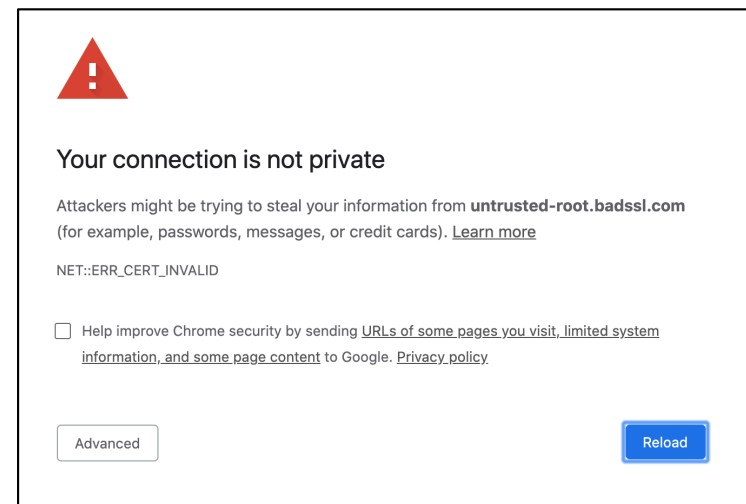 !
Your connection is not private
Attackers might be trying to steal your information from untrusted-root.badssl.com
(for example, passwords, messages, or credit cards). Learn more
NET::ERR_CERT_INVALID
Help improve Chrome security by sending URLs of some pages you visit, limited system
information, and some page content to Google. Privacy policy
Advanced
Reload